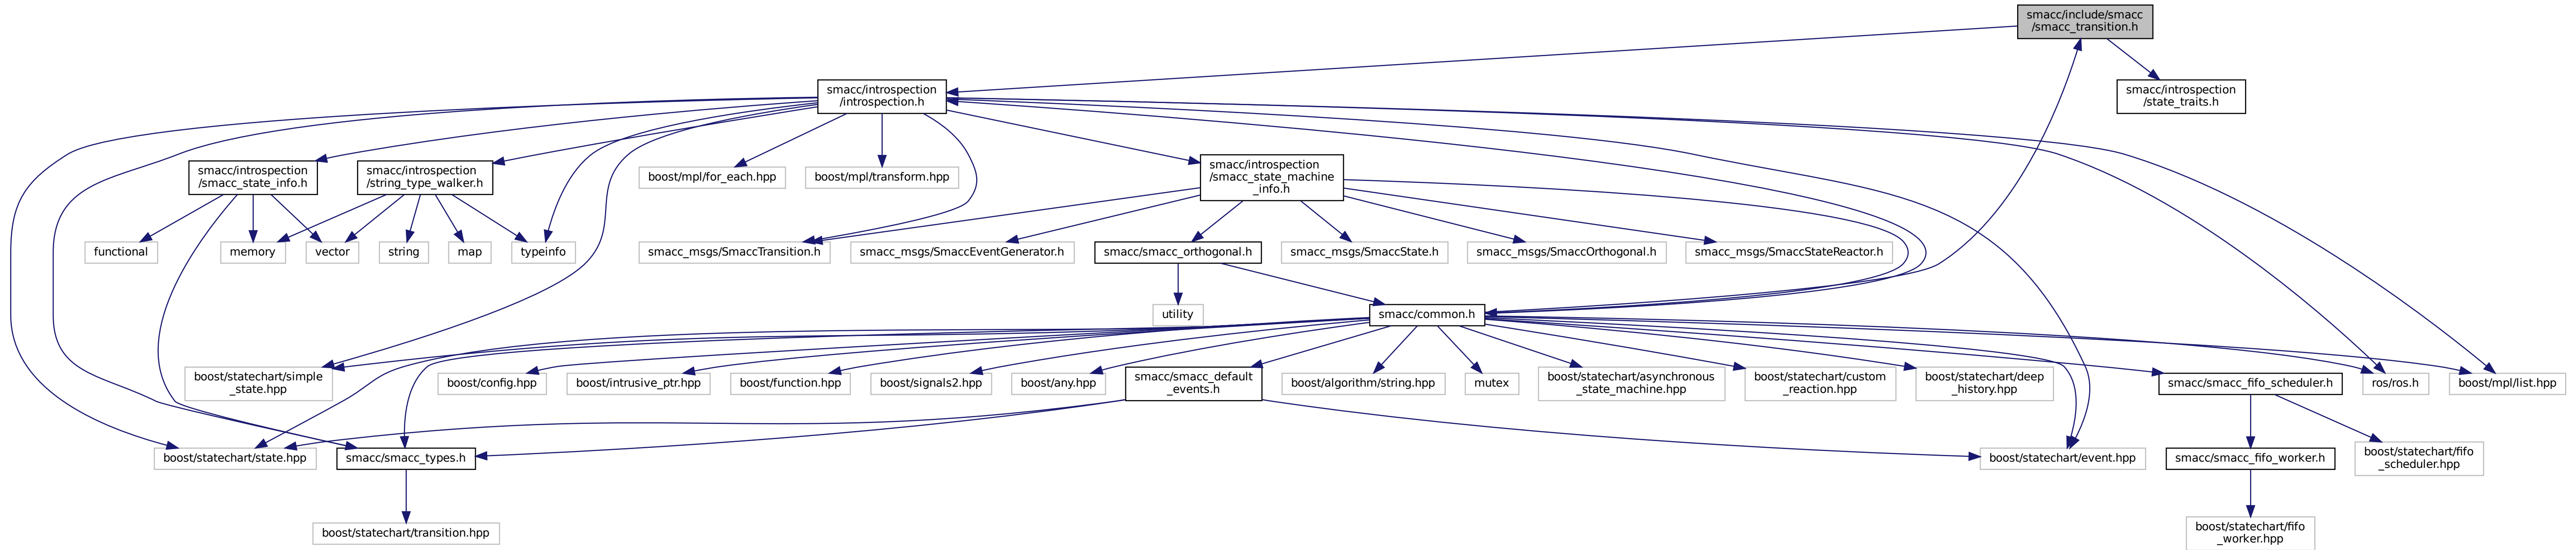 smacc/include/smacc
/smacc_transition.h
smacc/introspection
/introspection.h
smacc/introspection
/state_traits.h
smacc/introspection
/smacc_state_info.h
smacc/introspection
/string_type_walker.h
boost/mpl/for_each.hpp
boost/mpl/transform.hpp
smacc/introspection
/smacc_state_machine
_info.h
functional
memory
vector
string
map
typeinfo
smacc_msgs/SmaccTransition.h
smacc_msgs/SmaccEventGenerator.h
smacc/smacc_orthogonal.h
smacc_msgs/SmaccState.h
smacc_msgs/SmaccOrthogonal.h
smacc_msgs/SmaccStateReactor.h
utility
smacc/common.h
boost/statechart/simple
_state.hpp
boost/config.hpp
boost/intrusive_ptr.hpp
boost/function.hpp
boost/signals2.hpp
boost/any.hpp
smacc/smacc_default
_events.h
boost/algorithm/string.hpp
mutex
boost/statechart/asynchronous
_state_machine.hpp
boost/statechart/custom
_reaction.hpp
boost/statechart/deep
_history.hpp
smacc/smacc_fifo_scheduler.h
ros/ros.h
boost/mpl/list.hpp
boost/statechart/state.hpp
smacc/smacc_types.h
boost/statechart/event.hpp
smacc/smacc_fifo_worker.h
boost/statechart/fifo
_scheduler.hpp
boost/statechart/transition.hpp
boost/statechart/fifo
_worker.hpp